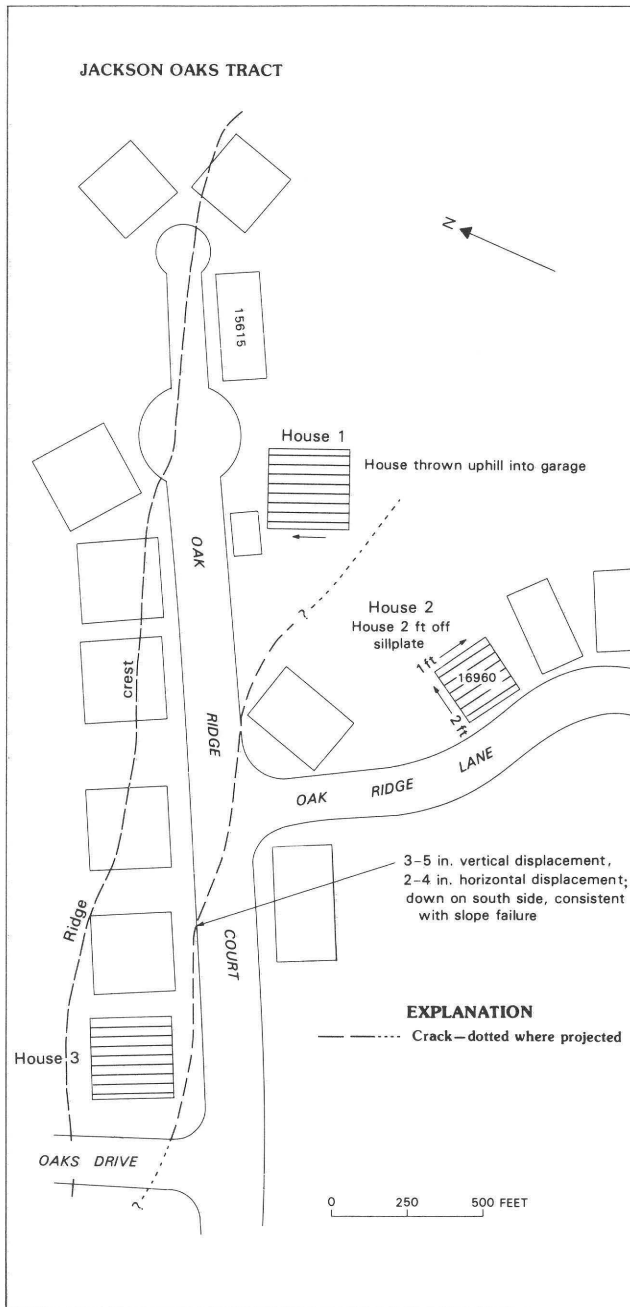 JACKSON OAKS TRACT
N
15615
House 1
House thrown uphill into garage
OAK
?
House 2
House 2 ft off
sillplate
1 ft
16960
2 ft
crest
RIDGE
OAK RIDGE LANE
3–5 in. vertical displacement,
2–4 in. horizontal displacement;
down on south side, consistent
with slope failure
Ridge
COURT
EXPLANATION
Crack—dotted where projected
House 3
OAKS DRIVE
?
0 250 500 FEET